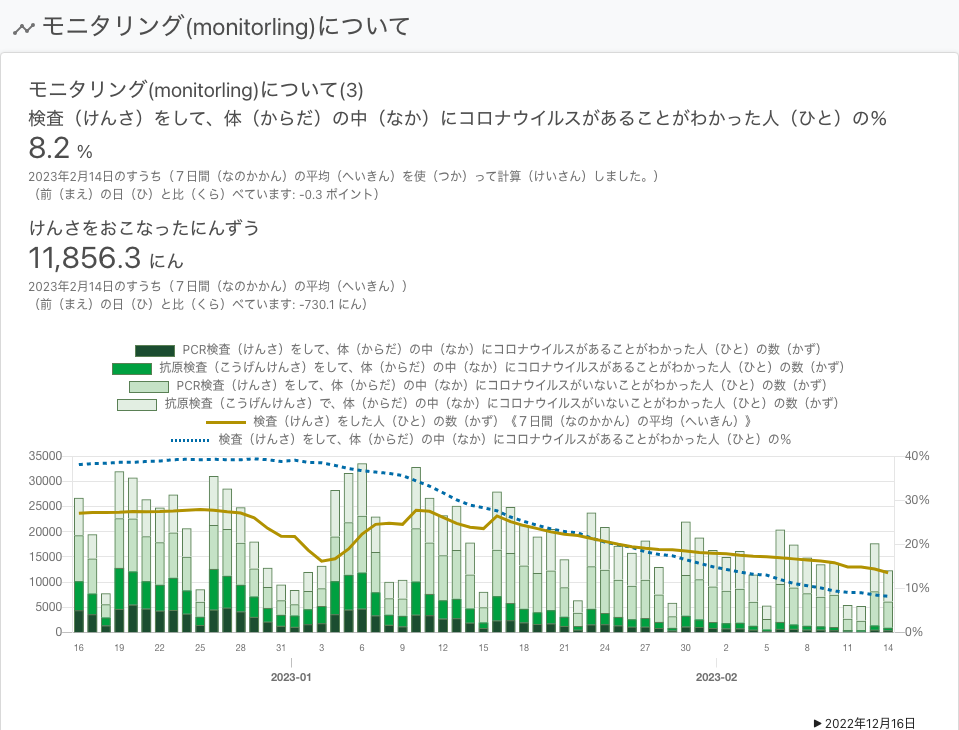 モニタリング(monitorling)について
モニタリング(monitorling)について(3)
検査（けんさ）をして、体（からだ）の中（なか）にコロナウイルスがあることがわかった人（ひと）の%
8.2 %
2023年2月14日のすうち（７日間（なのかかん）の平均（へいきん）を使（つか）って計算（けいさん）しました。）
（前（まえ）の日（ひ）と比（くら）べています: -0.3 ポイント）
けんさをおこなったにんずう
11,856.3 にん
2023年2月14日のすうち（７日間（なのかかん）の平均（へいきん））
（前（まえ）の日（ひ）と比（くら）べています: -730.1 にん）
PCR検査（けんさ）をして、体（からだ）の中（なか）にコロナウイルスがあることがわかった人（ひと）の数（かず）
抗原検査（こうげんけんさ）をして、体（からだ）の中（なか）にコロナウイルスがあることがわかった人（ひと）の数（かず）
PCR検査（けんさ）をして、体（からだ）の中（なか）にコロナウイルスがいないことがわかった人（ひと）の数（かず）
抗原検査（こうげんけんさ）で、体（からだ）の中（なか）にコロナウイルスがいないことがわかった人（ひと）の数（かず）
検査（けんさ）をした人（ひと）の数（かず）《７日間（なのかかん）の平均（へいきん）》
検査（けんさ）をして、体（からだ）の中（なか）にコロナウイルスがあることがわかった人（ひと）の%
35000 40%
30000
25000 30%
20000
15000 20%
10000 10%
5000
0 0%
16 19 22 25 28 31 3 6 9 12 15 18 21 24 27 30 2 5 8 11 14
2023-01 2023-02
▶ 2022年12月16日